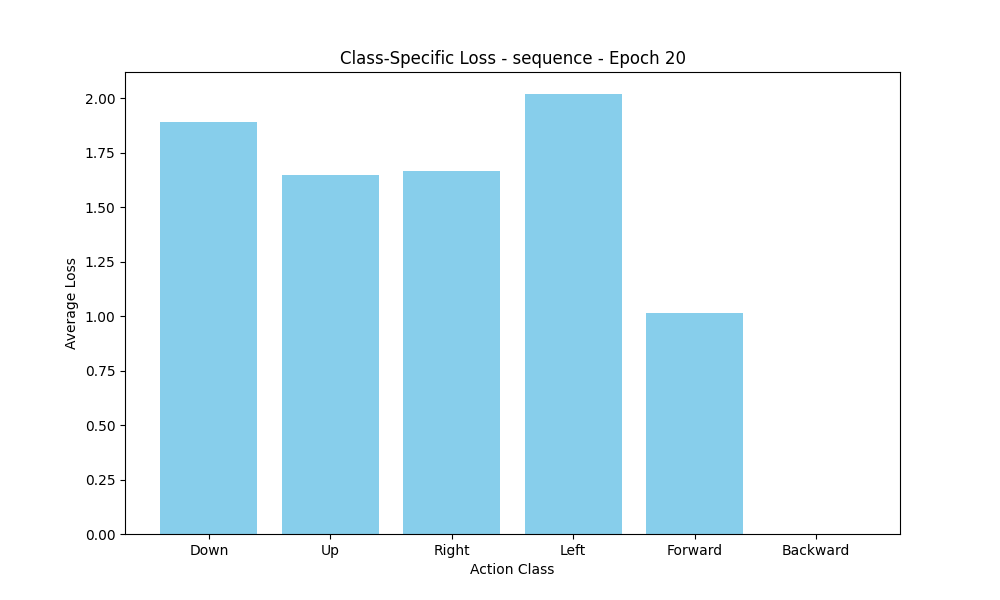 Class-Specific Loss - sequence - Epoch 20
Average Loss
2.00
1.75
1.50
1.25
1.00
0.75
0.50
0.25
0.00
Down Up Right Left Forward Backward
Action Class